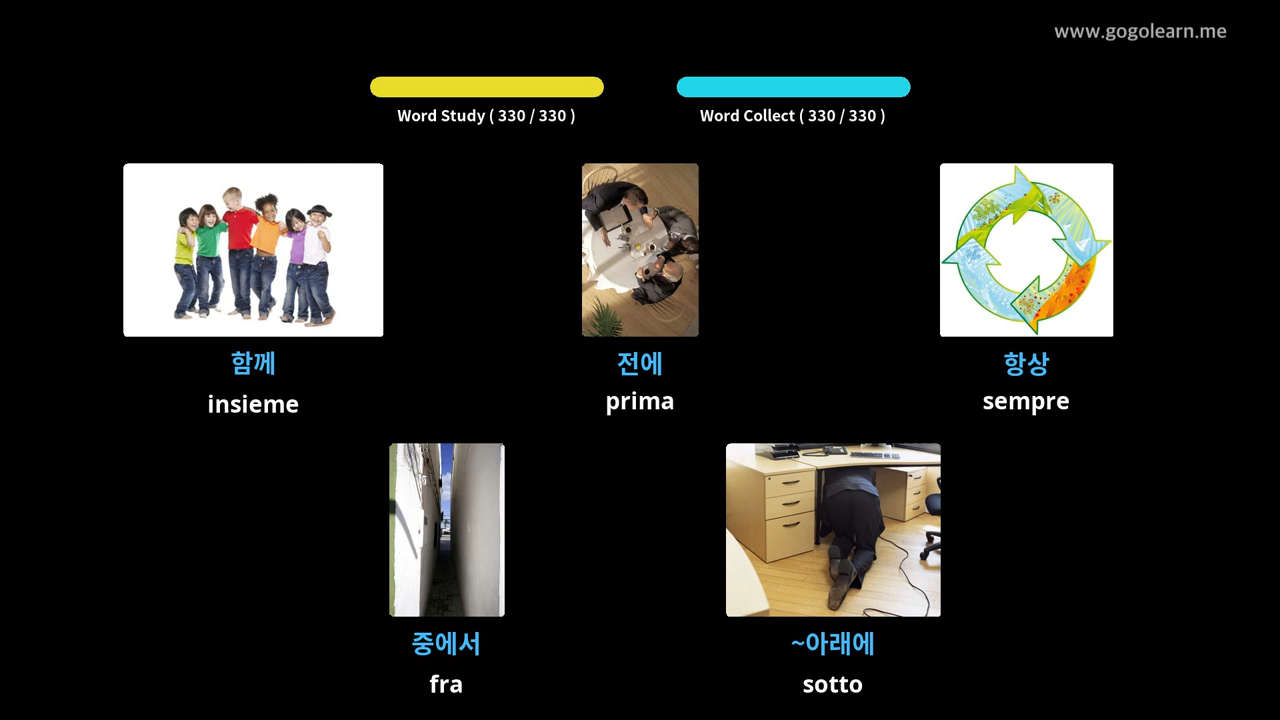 www.gogolearn.me
Word Study ( 330 / 330 )
Word Collect ( 330 / 330 )
함께
insieme
전에
prima
항상
sempre
중에서
fra
~아래에
sotto